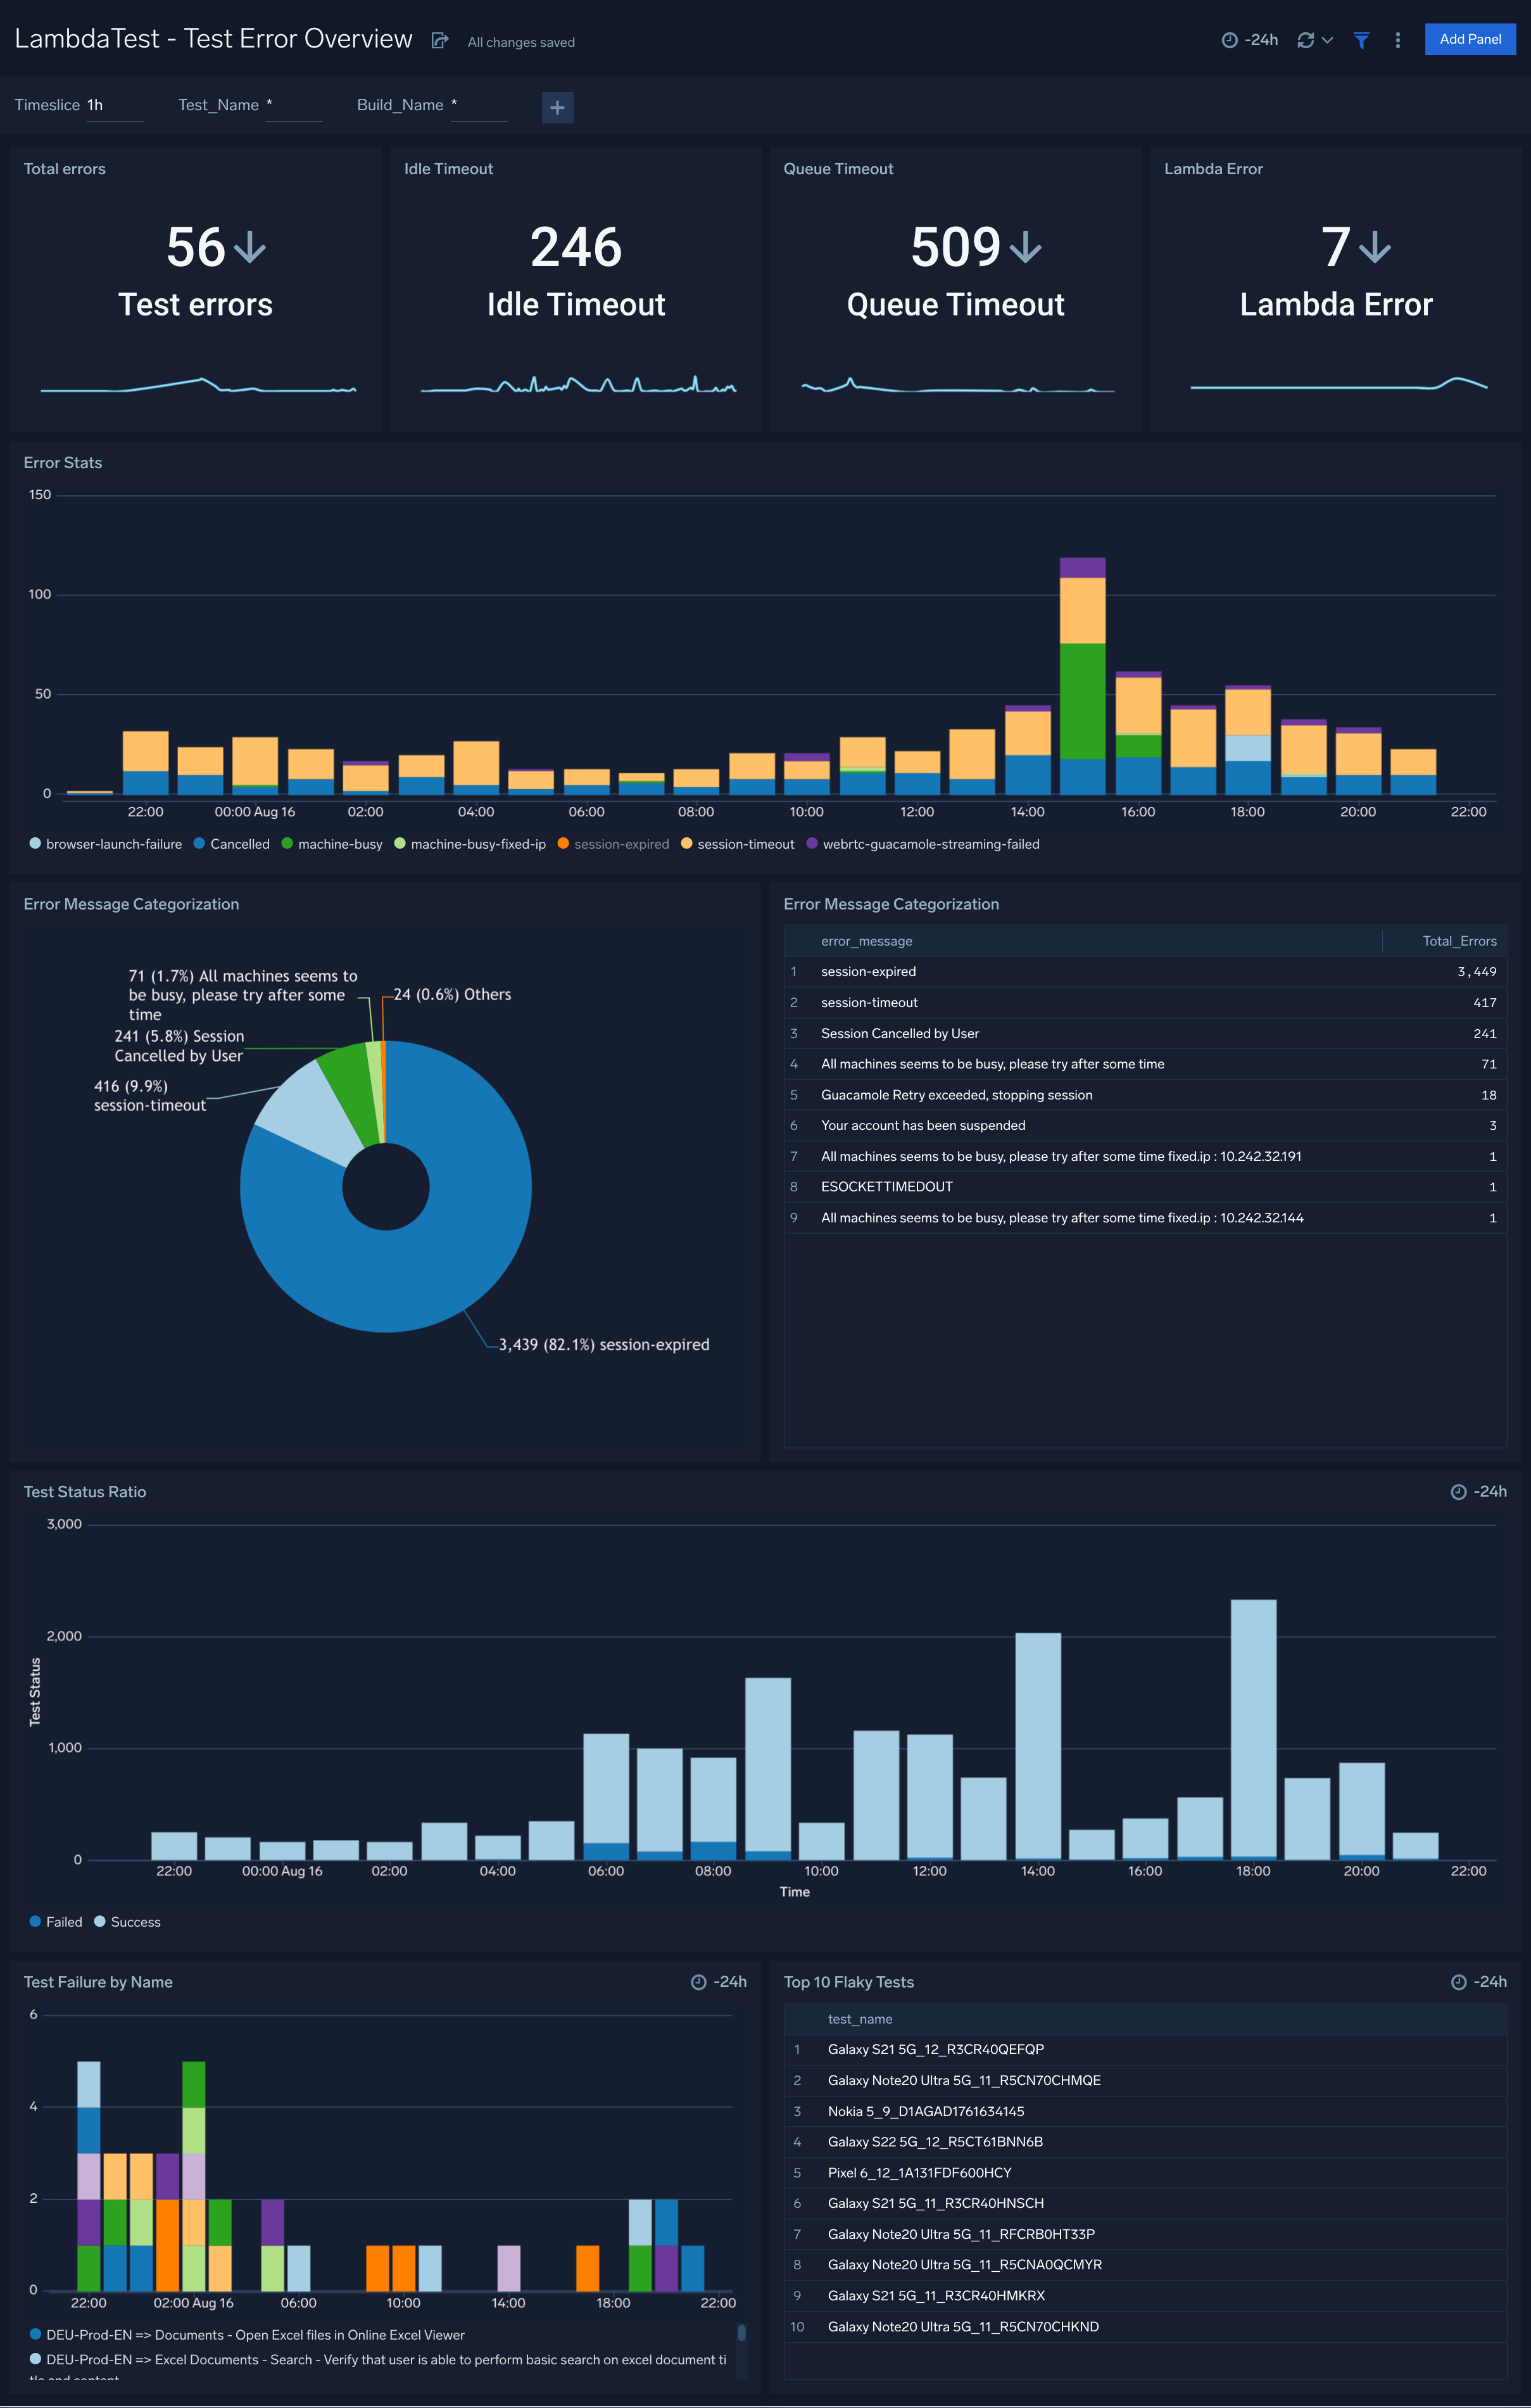 LambdaTest - Test Error Overview
All changes saved
-24h
Add Panel
Timeslice 1h
Test_Name *
Build_Name *
Total errors
56
Test errors
Idle Timeout
246
Idle Timeout
Queue Timeout
509
Queue Timeout
Lambda Error
7
Lambda Error
Error Stats
150
100
50
0
22:00 00:00 Aug 16 02:00 04:00 06:00 08:00 10:00 12:00 14:00 16:00 18:00 20:00 22:00
browser-launch-failure Cancelled machine-busy machine-busy-fixed-ip session-expired session-timeout webrtc-guacamole-streaming-failed
Error Message Categorization
71 (1.7%) All machines seems to
be busy, please try after some
time
24 (0.6%) Others
241 (5.8%) Session
Cancelled by User
416 (9.9%)
session-timeout
3,439 (82.1%) session-expired
Error Message Categorization
error_message Total_Errors
1 session-expired 3,449
2 session-timeout 417
3 Session Cancelled by User 241
4 All machines seems to be busy, please try after some time 71
5 Guacamole Retry exceeded, stopping session 18
6 Your account has been suspended 3
7 All machines seems to be busy, please try after some time fixed.ip : 10.242.32.191 1
8 ESOCKETTIMEDOUT 1
9 All machines seems to be busy, please try after some time fixed.ip : 10.242.32.144 1
Test Status Ratio
-24h
3,000
2,000
1,000
0
Test Status
22:00 00:00 Aug 16 02:00 04:00 06:00 08:00 10:00 12:00 14:00 16:00 18:00 20:00 22:00
Time
Failed Success
Test Failure by Name
-24h
6
4
2
0
22:00 02:00 Aug 16 06:00 10:00 14:00 18:00 22:00
DEU-Prod-EN => Documents - Open Excel files in Online Excel Viewer
DEU-Prod-EN => Excel Documents - Search - Verify that user is able to perform basic search on excel document ti
tle and content
Top 10 Flaky Tests
-24h
test_name
1 Galaxy S21 5G_12_R3CR40QEFQP
2 Galaxy Note20 Ultra 5G_11_R5CN70CHMQE
3 Nokia 5_9_D1AGAD1761634145
4 Galaxy S22 5G_12_R5CT61BNN6B
5 Pixel 6_12_1A131FDF600HCY
6 Galaxy S21 5G_11_R3CR40HNSCH
7 Galaxy Note20 Ultra 5G_11_RFCRB0HT33P
8 Galaxy Note20 Ultra 5G_11_R5CNA0QCMYR
9 Galaxy S21 5G_11_R3CR40HMKRX
10 Galaxy Note20 Ultra 5G_11_R5CN70CHKND